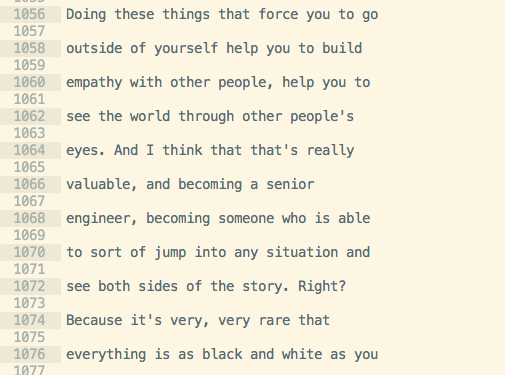 1056 Doing these things that force you to go
1057
1058 outside of yourself help you to build
1059
1060 empathy with other people, help you to
1061
1062 see the world through other people's
1063
1064 eyes. And I think that that's really
1065
1066 valuable, and becoming a senior
1067
1068 engineer, becoming someone who is able
1069
1070 to sort of jump into any situation and
1071
1072 see both sides of the story. Right?
1073
1074 Because it's very, very rare that
1075
1076 everything is as black and white as you
1077